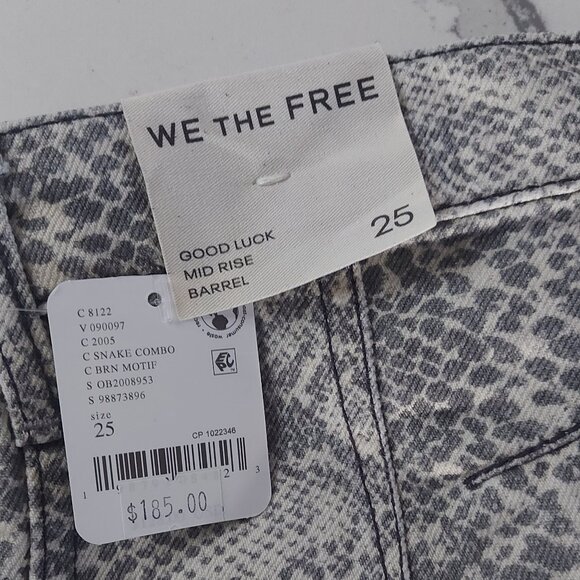 WE THE FREE
GOOD LUCK
MID RISE
BARREL
25
C 8122
V 090097
C 2005
C SNAKE COMBO
C BRN MOTIF
S OB2008953
S 98873896
size
25
CP 1022346
$185.00